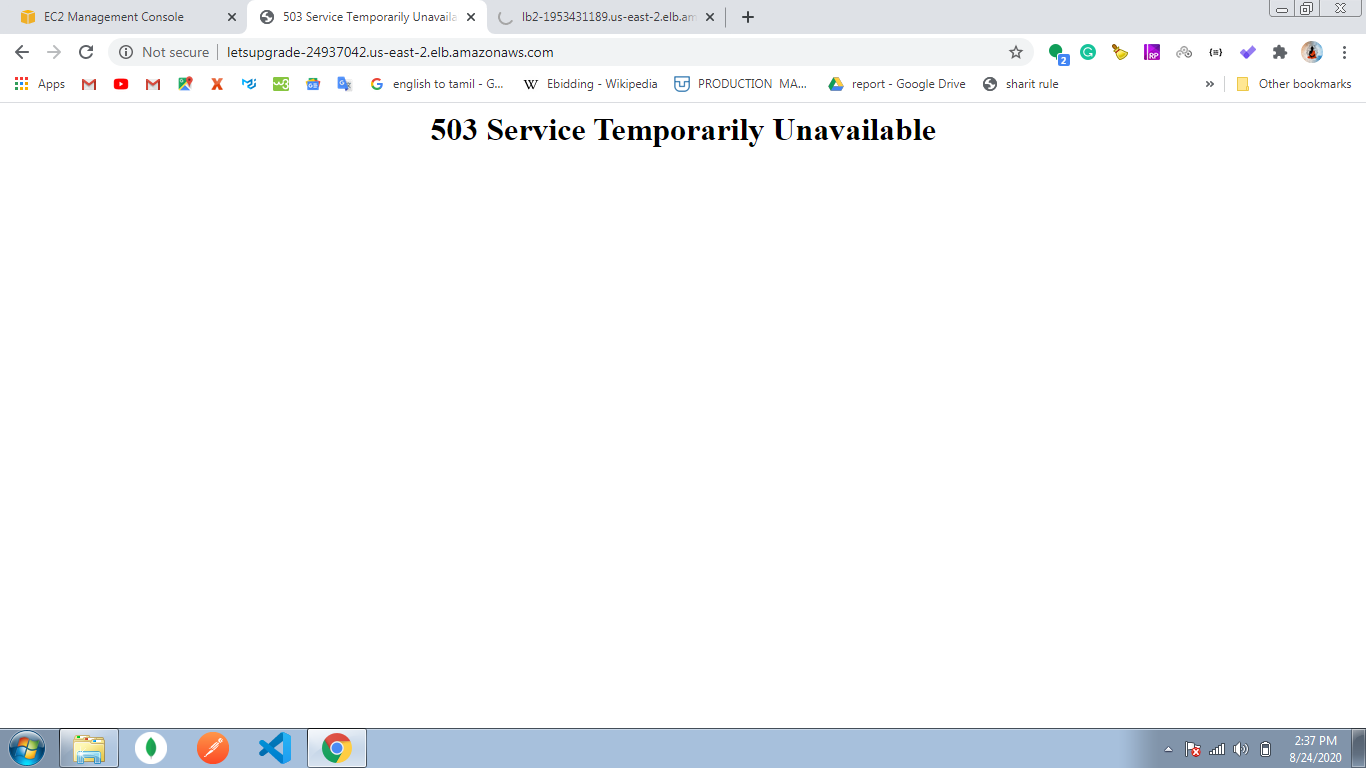 EC2 Management Console
503 Service Temporarily Unavaila
lb2-1953431189.us-east-2.elb.am
Not secure
letsupgrade-24937042.us-east-2.elb.amazonaws.com
2
RP
Apps
english to tamil - G...
W
Ebidding - Wikipedia
PRODUCTION MA...
report - Google Drive
sharit rule
»
Other bookmarks
503 Service Temporarily Unavailable
2:37 PM
8/24/2020